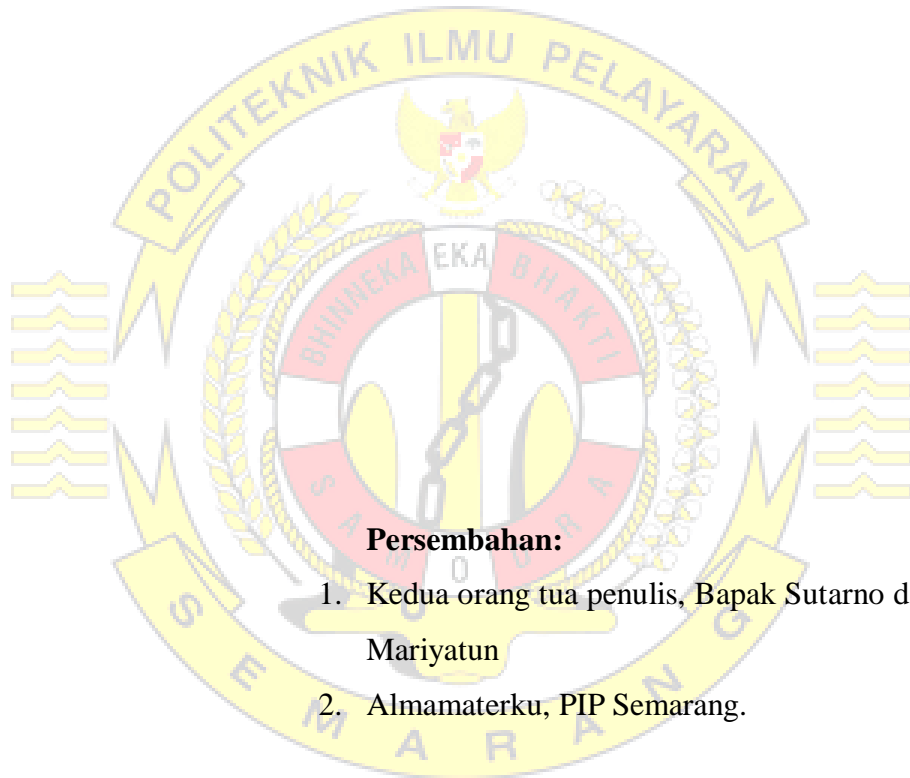 POLITEKNIK ILMU PELAYARAN
BHINNEKA EKA BHAKTI
SAMODURA
Persembahan:
1. Kedua orang tua penulis, Bapak Sutarno d
Mariyatun
2. Almamaterku, PIP Semarang.
SEMARANG